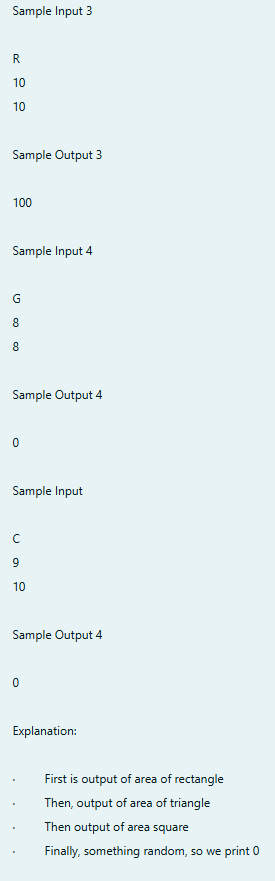 Sample Input 3
R
10
10
Sample Output 3
100
Sample Input 4
G
8
8
Sample Output 4
0
Sample Input
C
9
10
Sample Output 4
0
Explanation:
· First is output of area of rectangle
· Then, output of area of triangle
· Then output of area square
· Finally, something random, so we print 0